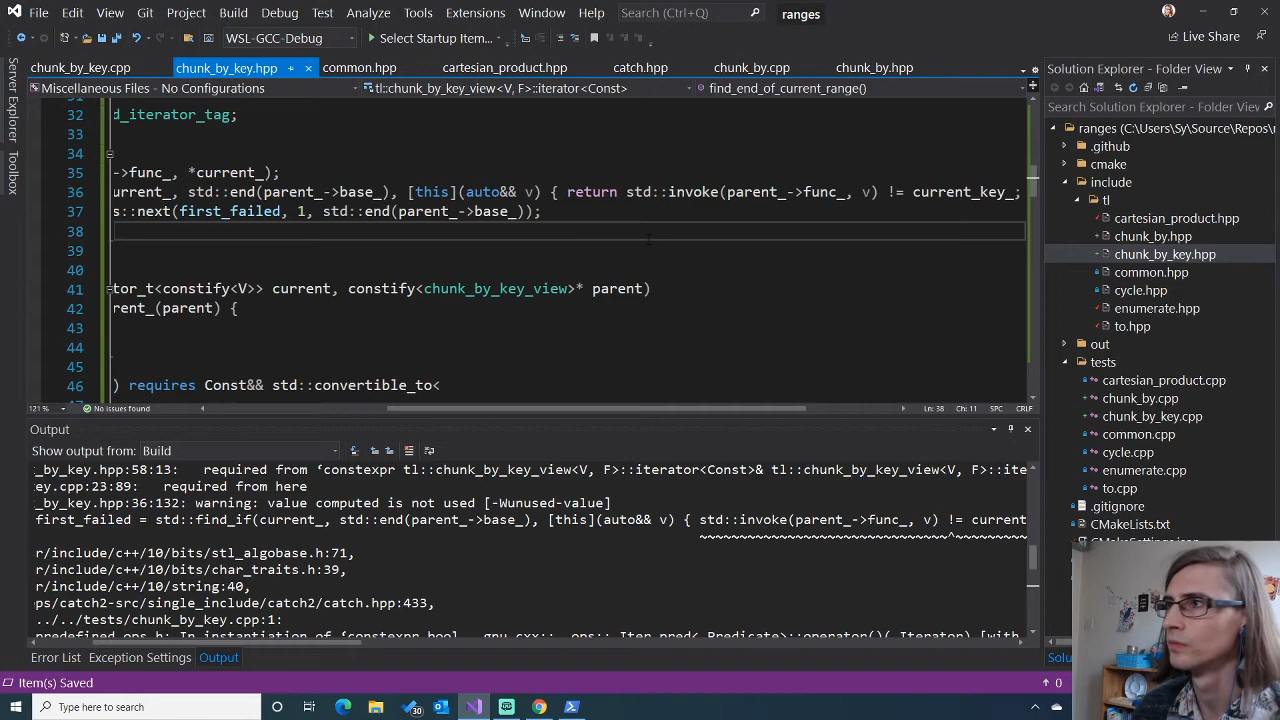 File Edit View Git Project Build Debug Test Analyze Tools Extensions Window Help Search (Ctrl+Q) ranges
WSL-GCC-Debug Select Startup Item... Live Share
chunk_by_key.cpp chunk_by_key.hpp common.hpp cartesian_product.hpp catch.hpp chunk_by.cpp chunk_by.hpp
Miscellaneous Files - No Configurations tl::chunk_by_key_view<V, F>::iterator<Const> find_end_of_current_range()
Server Explorer
Toolbox
32 d_iterator_tag;
33
34
35 ->func_, *current_);
36 urrent_, std::end(parent_->base_), [this](auto&& v) { return std::invoke(parent_->func_, v) != current_key_;
37 s::next(first_failed, 1, std::end(parent_->base_));
38
39
40
41 tor_t<constify<V>> current, constify<chunk_by_key_view>* parent)
42 rent_(parent) {
43
44
45
46 ) requires Const&& std::convertible_to<
121 % No issues found Ln: 38 Ch: 11 SPC CRLF
Output
Show output from: Build
_by_key.hpp:58:13: required from ‘constexpr tl::chunk_by_key_view<V, F>::iterator<Const>& tl::chunk_by_key_view<V, F>::ite
ey.cpp:23:89: required from here
_by_key.hpp:36:132: warning: value computed is not used [-Wunused-value]
first_failed = std::find_if(current_, std::end(parent_->base_), [this](auto&& v) { std::invoke(parent_->func_, v) != current
r/include/c++/10/bits/stl_algobase.h:71,
r/include/c++/10/bits/char_traits.h:39,
r/include/c++/10/string:40,
ps/catch2-src/single_include/catch2/catch.hpp:433,
../../tests/chunk_by_key.cpp:1:
Error List Exception Settings Output
Solution Explorer - Folder View
Search Solution Explorer - Folder View
ranges (C:\Users\Sy\Source\Repos\r
.github
cmake
include
tl
cartesian_product.hpp
chunk_by.hpp
chunk_by_key.hpp
common.hpp
cycle.hpp
enumerate.hpp
to.hpp
out
tests
cartesian_product.cpp
chunk_by.cpp
chunk_by_key.cpp
common.cpp
cycle.cpp
enumerate.cpp
to.cpp
.gitignore
CMakeLists.txt
CMakeSettings.json
Item(s) Saved 0
Type here to search 30